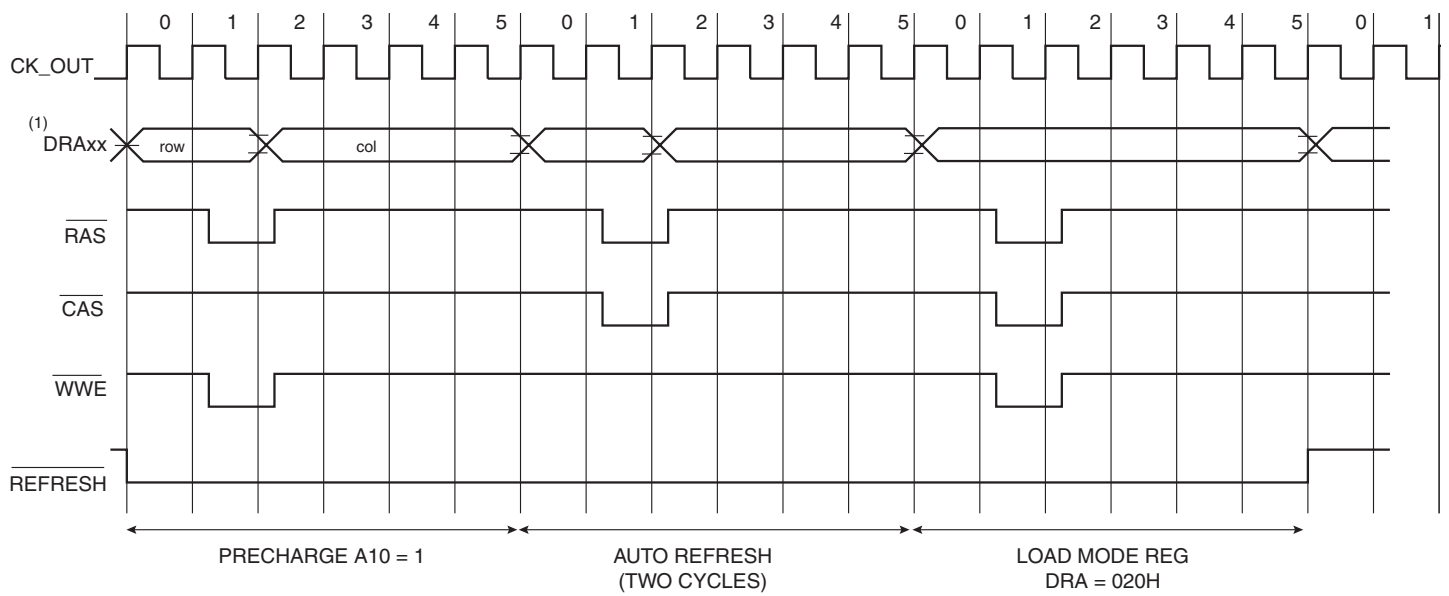 0 1 2 3 4 5 0 1 2 3 4 5 0 1 2 3 4 5 0 1
CK_OUT
(1)
DRAxx
row
col
RAS
CAS
WWE
REFRESH
PRECHARGE A10 = 1
AUTO REFRESH
(TWO CYCLES)
LOAD MODE REG
DRA = 020H